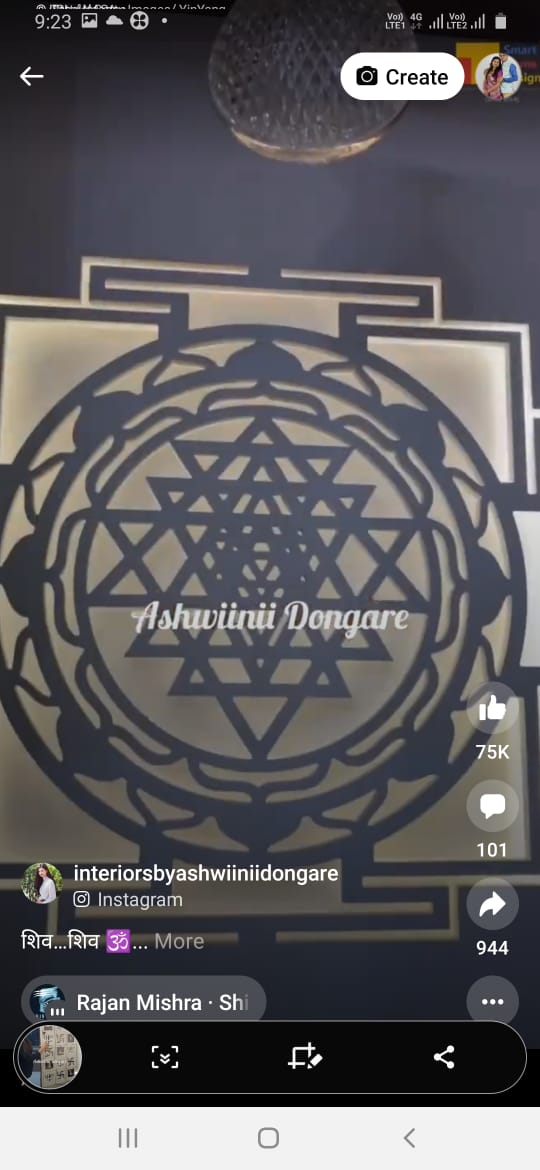 9:23
Vo)) LTE1 4G Vo)) LTE2
Create
Smart
Ashwiinii Dongare
75K
101
interiorsbyashwiiniidongare
Instagram
944
शिव...शिव 🕉️... More
Rajan Mishra · Shi